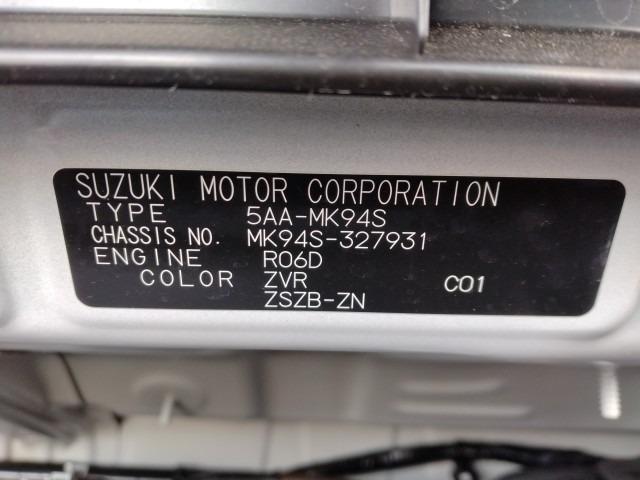 SUZUKI MOTOR CORPORATION
TYPE 5AA-MK94S
CHASSIS NO. MK94S-327931
ENGINE R06D
COLOR ZVR C01
ZSZB-ZN